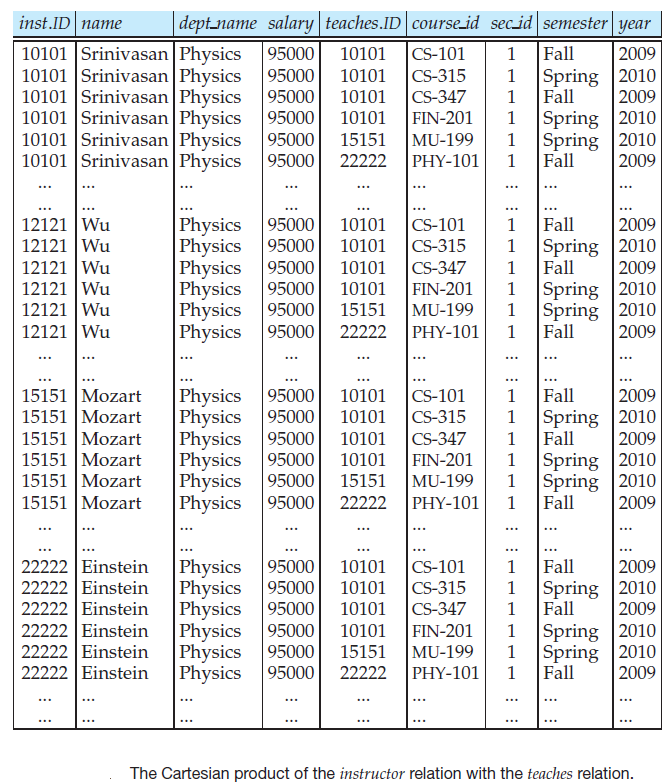 inst.ID name dept_name salary teaches.ID course_id sec_id semester year
10101 Srinivasan Physics 95000 10101 CS-101 1 Fall 2009
10101 Srinivasan Physics 95000 10101 CS-315 1 Spring 2010
10101 Srinivasan Physics 95000 10101 CS-347 1 Fall 2009
10101 Srinivasan Physics 95000 10101 FIN-201 1 Spring 2010
10101 Srinivasan Physics 95000 15151 MU-199 1 Spring 2010
10101 Srinivasan Physics 95000 22222 PHY-101 1 Fall 2009
... ... ... ... ... ... ... ... ...
... ... ... ... ... ... ... ... ...
12121 Wu Physics 95000 10101 CS-101 1 Fall 2009
12121 Wu Physics 95000 10101 CS-315 1 Spring 2010
12121 Wu Physics 95000 10101 CS-347 1 Fall 2009
12121 Wu Physics 95000 10101 FIN-201 1 Spring 2010
12121 Wu Physics 95000 15151 MU-199 1 Spring 2010
12121 Wu Physics 95000 22222 PHY-101 1 Fall 2009
... ... ... ... ... ... ... ... ...
... ... ... ... ... ... ... ... ...
15151 Mozart Physics 95000 10101 CS-101 1 Fall 2009
15151 Mozart Physics 95000 10101 CS-315 1 Spring 2010
15151 Mozart Physics 95000 10101 CS-347 1 Fall 2009
15151 Mozart Physics 95000 10101 FIN-201 1 Spring 2010
15151 Mozart Physics 95000 15151 MU-199 1 Spring 2010
15151 Mozart Physics 95000 22222 PHY-101 1 Fall 2009
... ... ... ... ... ... ... ... ...
... ... ... ... ... ... ... ... ...
22222 Einstein Physics 95000 10101 CS-101 1 Fall 2009
22222 Einstein Physics 95000 10101 CS-315 1 Spring 2010
22222 Einstein Physics 95000 10101 CS-347 1 Fall 2009
22222 Einstein Physics 95000 10101 FIN-201 1 Spring 2010
22222 Einstein Physics 95000 15151 MU-199 1 Spring 2010
22222 Einstein Physics 95000 22222 PHY-101 1 Fall 2009
... ... ... ... ... ... ... ... ...
... ... ... ... ... ... ... ... ...
The Cartesian product of the instructor relation with the teaches relation.